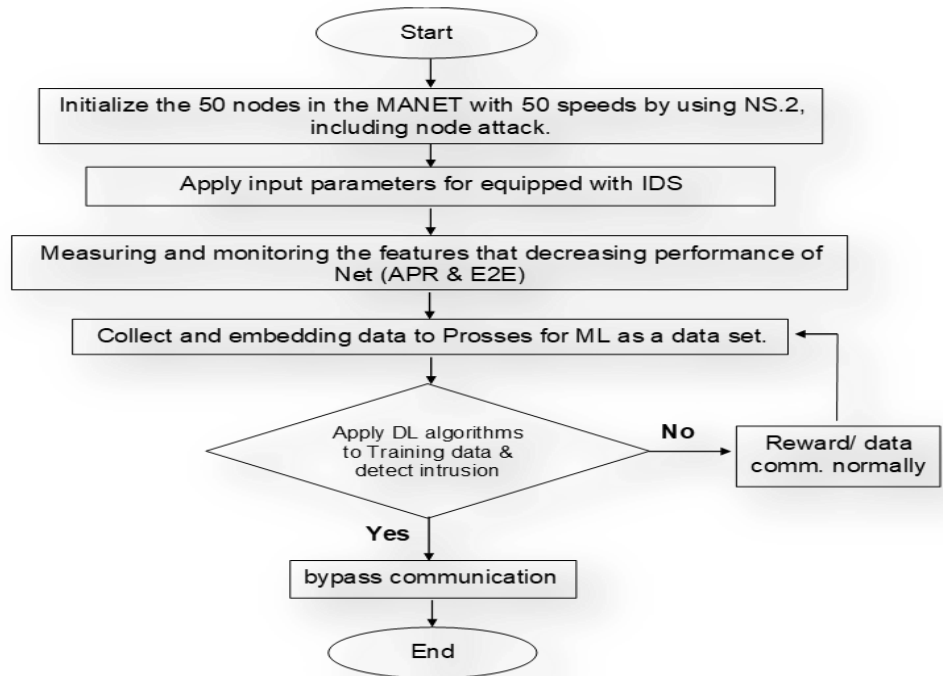 Start
Initialize the 50 nodes in the MANET with 50 speeds by using NS.2,
including node attack.
Apply input parameters for equipped with IDS
Measuring and monitoring the features that decreasing performance of
Net (APR & E2E)
Collect and embedding data to Prosses for ML as a data set.
Apply DL algorithms
to Training data &
detect intrusion
No
Reward/ data
comm. normally
Yes
bypass communication
End